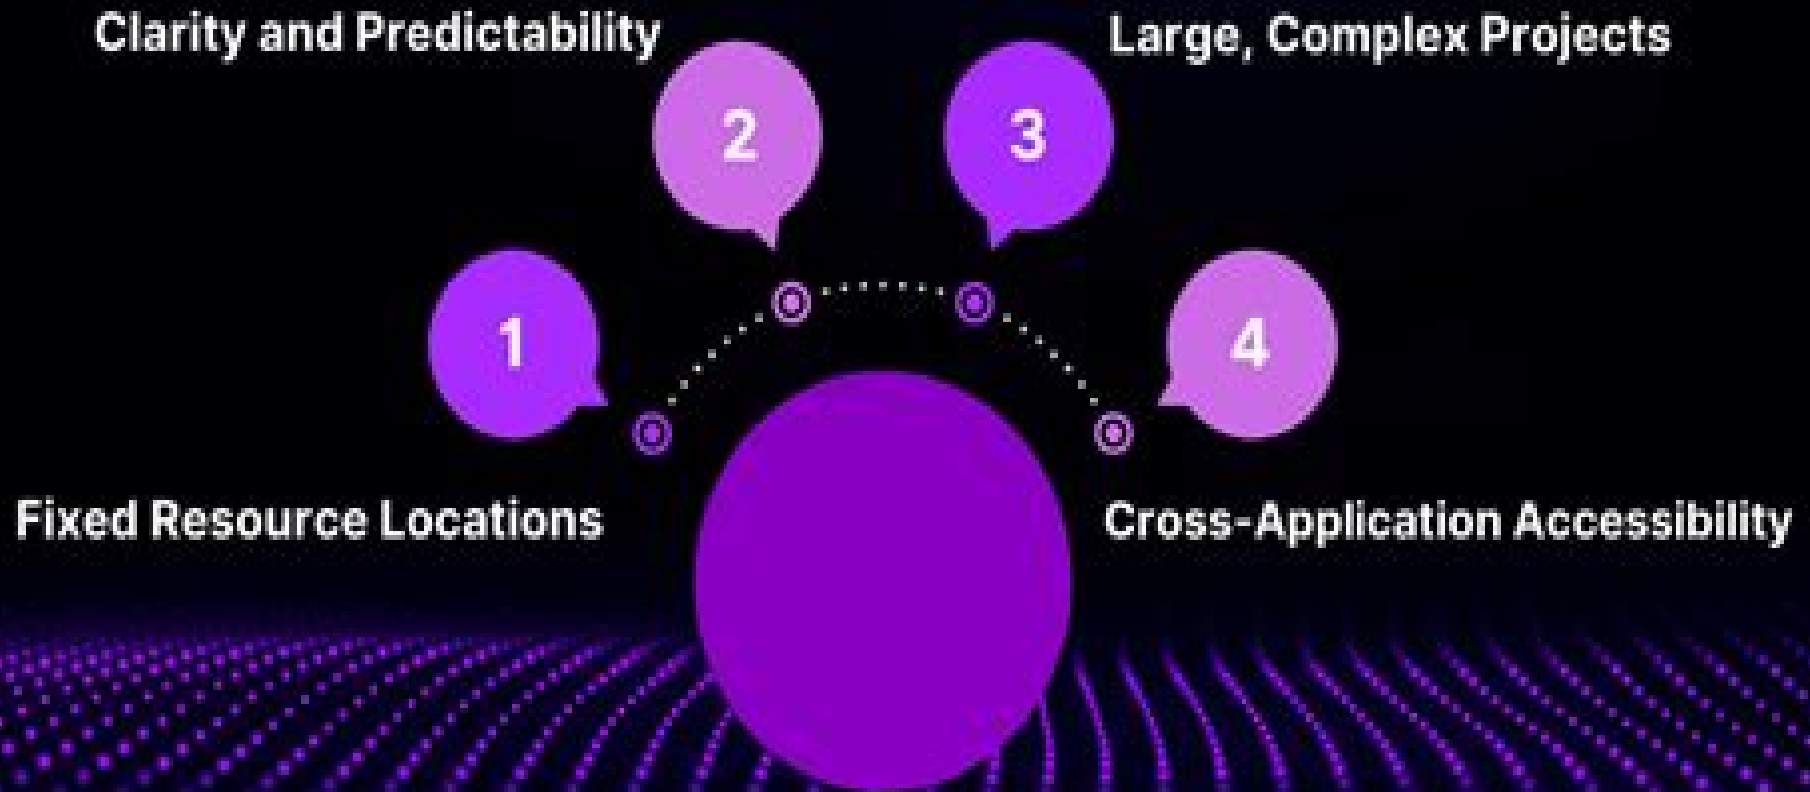 Clarity and Predictability
Large, Complex Projects
2
3
1
4
Fixed Resource Locations
Cross-Application Accessibility